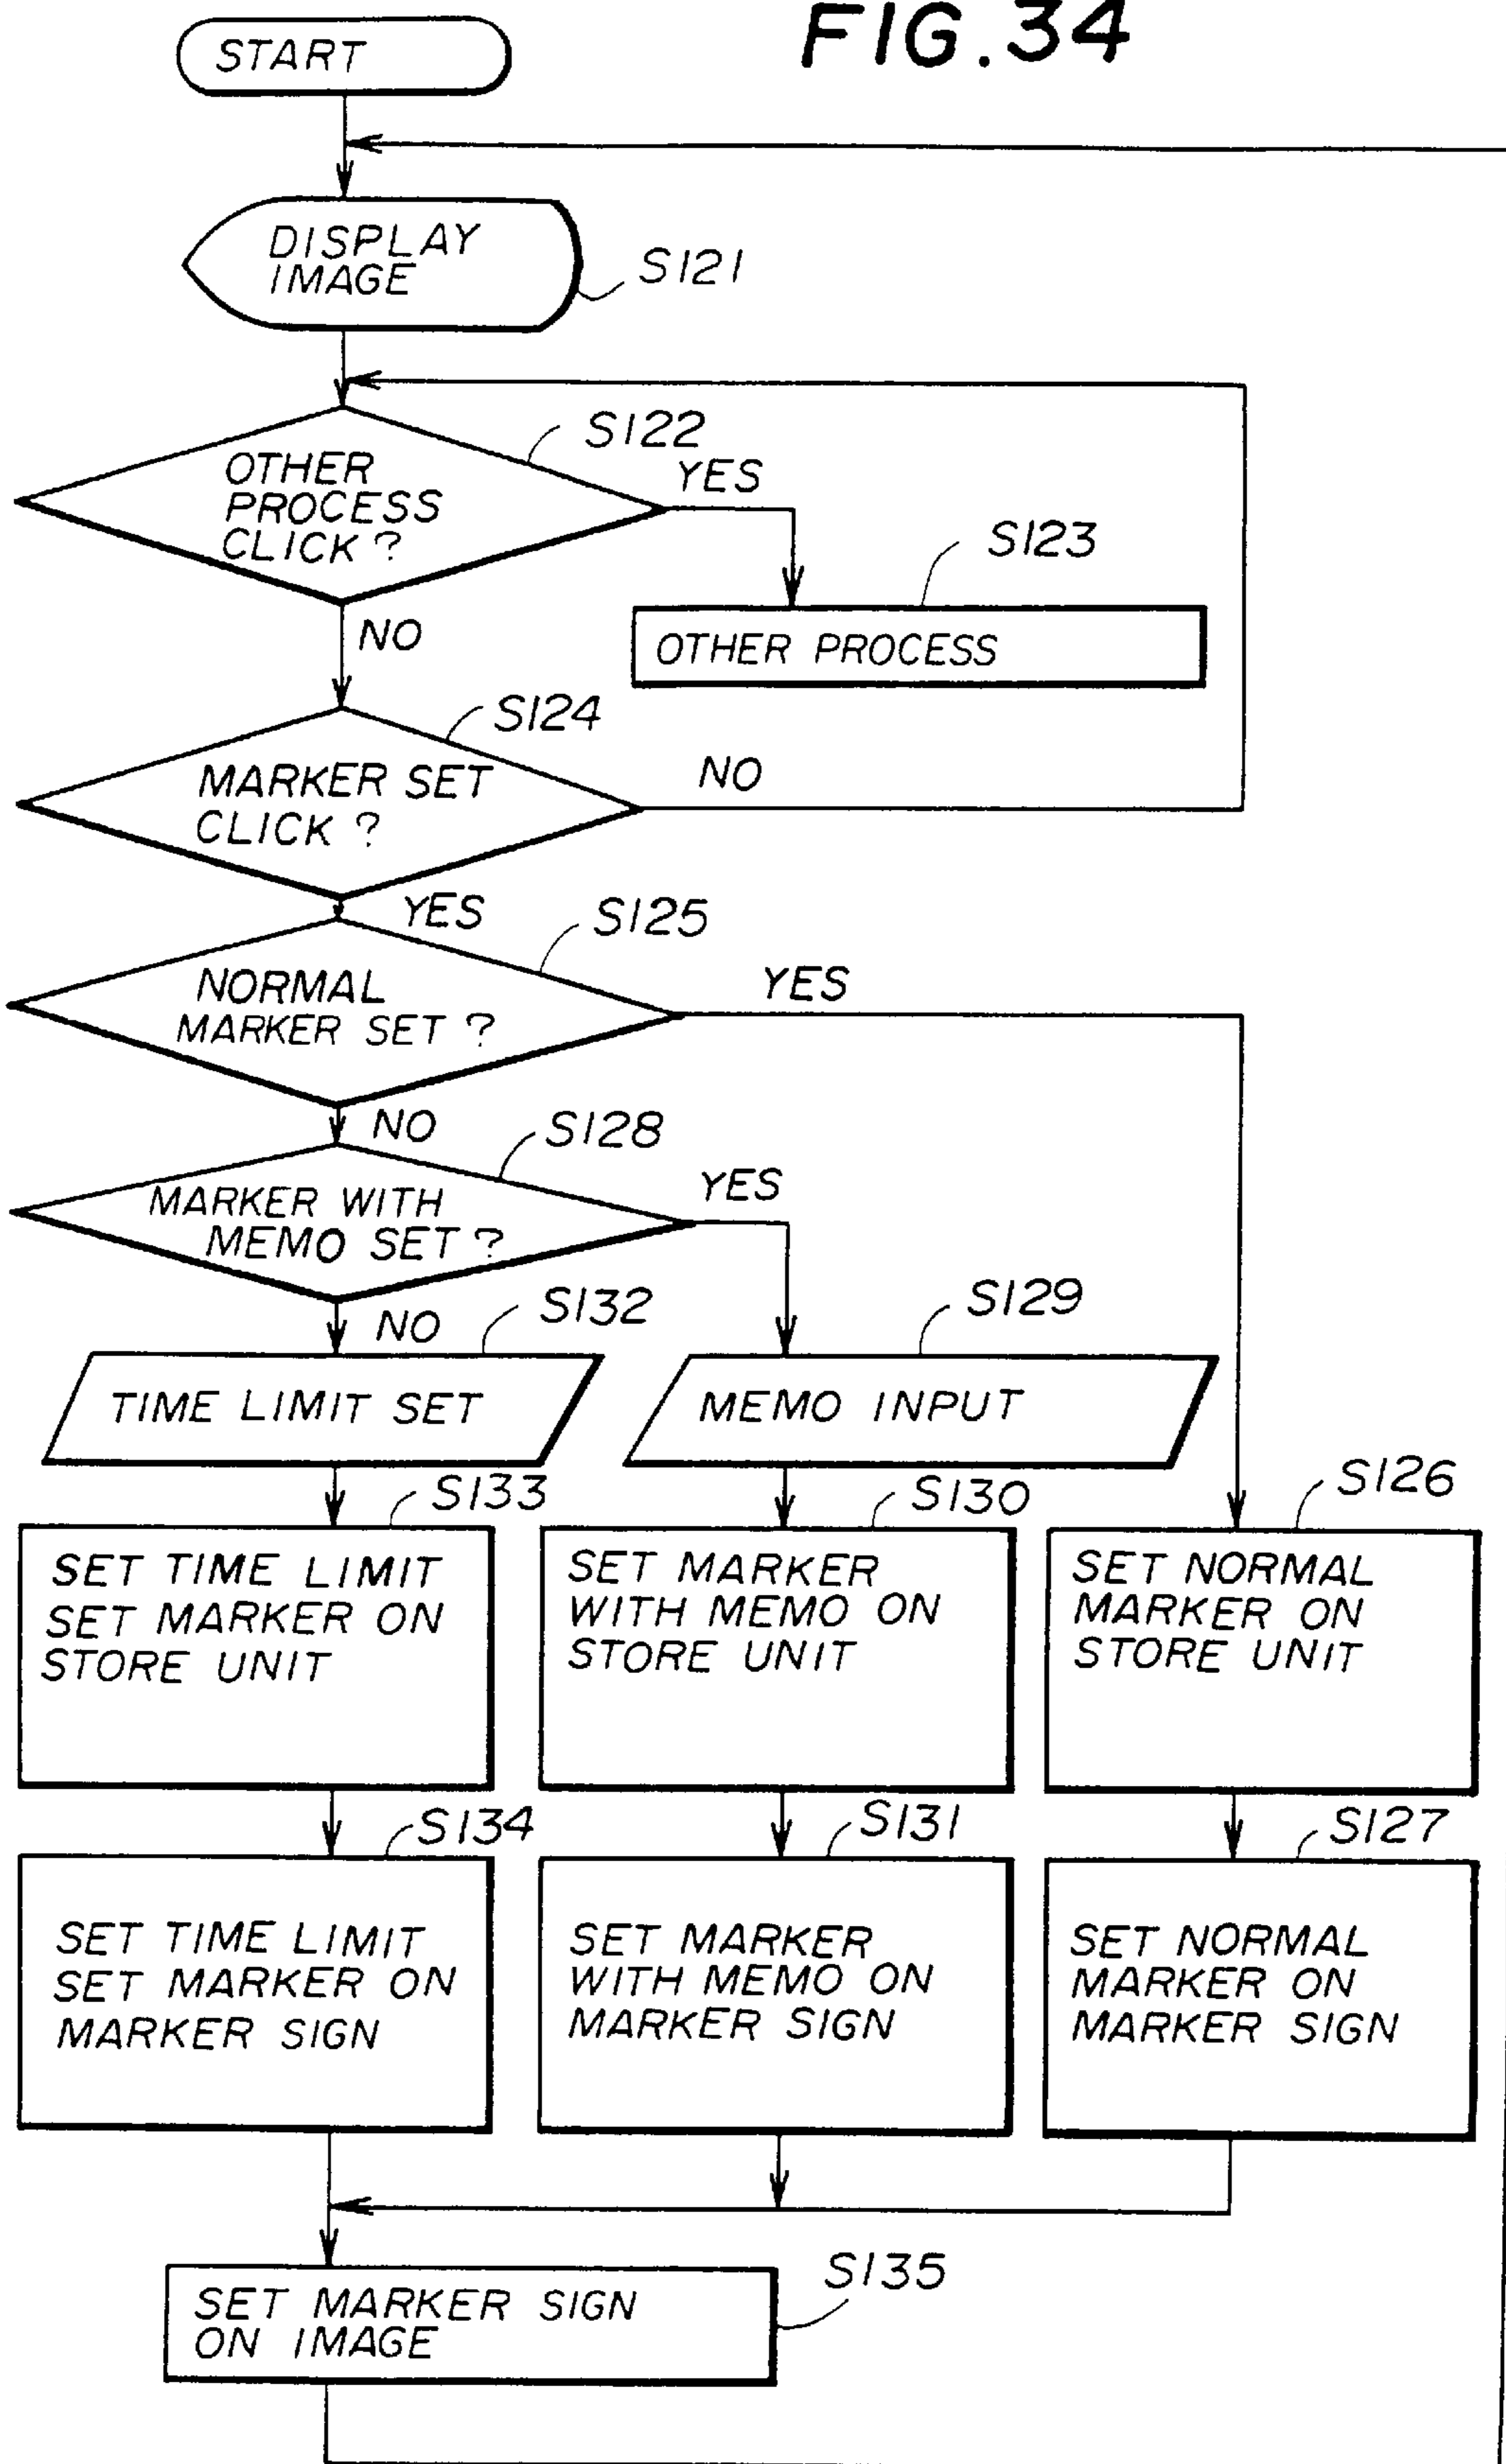 FIG.34
START
DISPLAY
IMAGE
S121
S122
OTHER
PROCESS
CLICK?
YES
S123
OTHER PROCESS
NO
S124
MARKER SET
CLICK?
NO
YES
S125
NORMAL
MARKER SET?
YES
NO
S128
MARKER WITH
MEMO SET?
YES
NO
S132
TIME LIMIT SET
S129
MEMO INPUT
S133
SET TIME LIMIT
SET MARKER ON
STORE UNIT
S130
SET MARKER
WITH MEMO ON
STORE UNIT
S126
SET NORMAL
MARKER ON
STORE UNIT
S134
SET TIME LIMIT
SET MARKER ON
MARKER SIGN
S131
SET MARKER
WITH MEMO ON
MARKER SIGN
S127
SET NORMAL
MARKER ON
MARKER SIGN
S135
SET MARKER SIGN
ON IMAGE